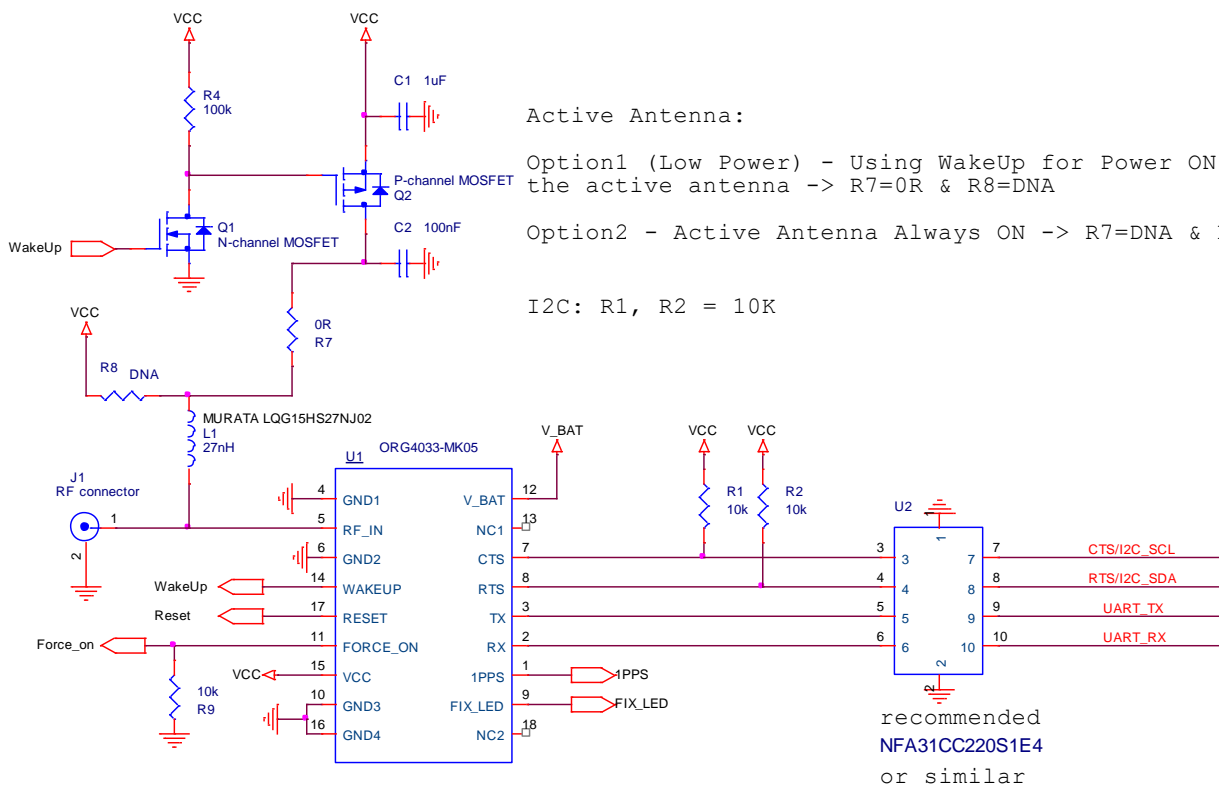 VCC
VCC
R4
100k
C1 1uF
P-channel MOSFET
Q2
Q1
N-channel MOSFET
WakeUp
C2 100nF
Active Antenna:
Option1 (Low Power) - Using WakeUp for Power ON
the active antenna -> R7=0R & R8=DNA
Option2 - Active Antenna Always ON -> R7=DNA &
I2C: R1, R2 = 10K
VCC
0R
R7
R8
DNA
MURATA LQG15HS27NJ02
L1
27nH
J1
RF connector
1
2
U1
ORG4033-MK05
4 GND1
5 RF_IN
6 GND2
WakeUp 14 WAKEUP
Reset 17 RESET
Force_on 11 FORCE_ON
VCC 15 VCC
10 GND3
16 GND4
10k
R9
V_BAT
V_BAT 12
NC1 13
CTS 7
RTS 8
TX 3
RX 2
1PPS 1 1PPS
FIX_LED 9 FIX_LED
NC2 18
VCC
VCC
R1
10k
R2
10k
U2
1
1
3 3 7 7 CTS/I2C_SCL
4 4 8 8 RTS/I2C_SDA
5 5 9 9 UART_TX
6 6 10 10 UART_RX
2
2
recommended
NFA31CC220S1E4
or similar